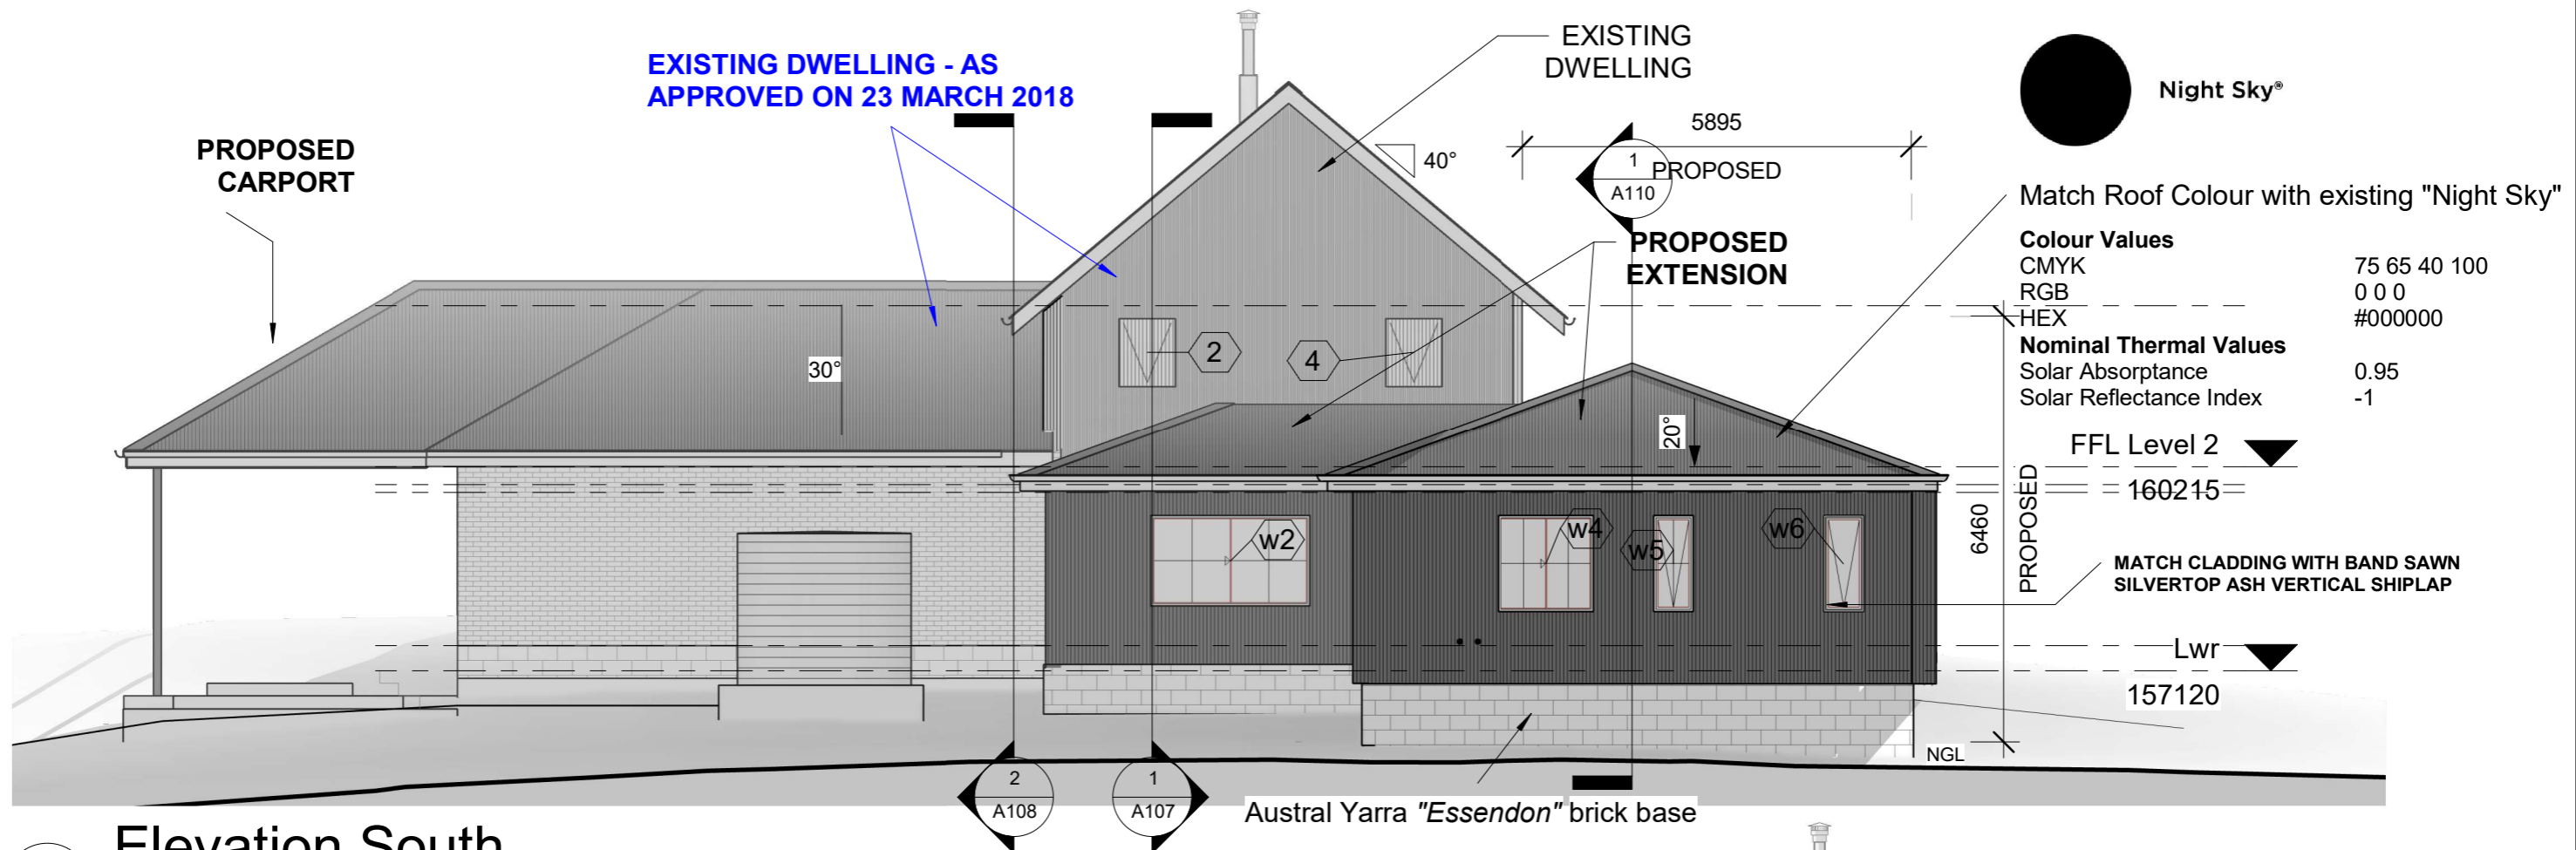 EXISTING DWELLING - AS
APPROVED ON 23 MARCH 2018
EXISTING
DWELLING
Night Sky®
PROPOSED
CARPORT
5895
PROPOSED
1
A110
40°
Match Roof Colour with existing "Night Sky"
PROPOSED
EXTENSION
Colour Values
CMYK 75 65 40 100
RGB 0 0 0
HEX #000000
Nominal Thermal Values
Solar Absorptance 0.95
Solar Reflectance Index -1
30°
2
4
20°
FFL Level 2
160215
6460
PROPOSED
w2
w4
w5
w6
MATCH CLADDING WITH BAND SAWN
SILVERTOP ASH VERTICAL SHIPLAP
Lwr
157120
NGL
2
A108
1
A107
Austral Yarra "Essendon" brick base
Elevation South